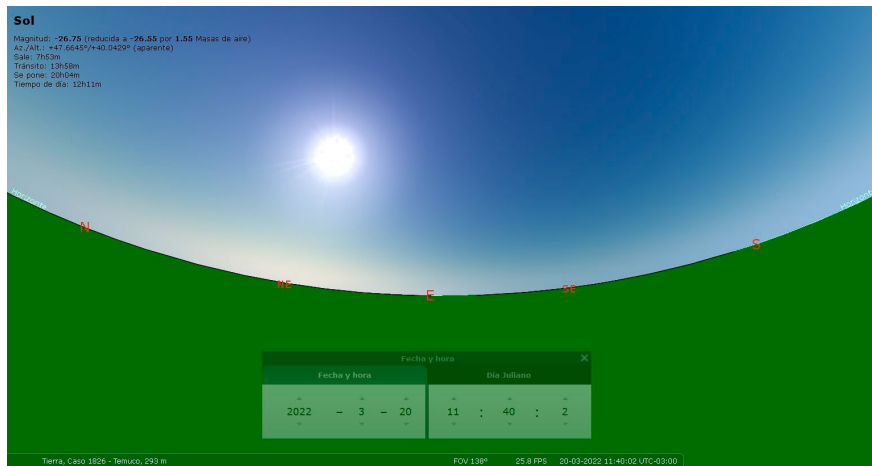 Sol
Magnitud: -26.75 (reducida a -26.55 por 1.55 Masas de aire)
Az./Alt.: +47.6645°/+40.0429° (aparente)
Sale: 7h53m
Tránsito: 13h58m
Se pone: 20h04m
Tiempo de día: 12h11m
Horizonte
Horizont
N
S
NE
E
SE
Fecha y hora
Fecha y hora
Día Juliano
2022 - 3 - 20
11 : 40 : 2
Tierra, Caso 1826 - Temuco, 293 m
FOV 138°
25.8 FPS
20-03-2022 11:40:02 UTC-03:00